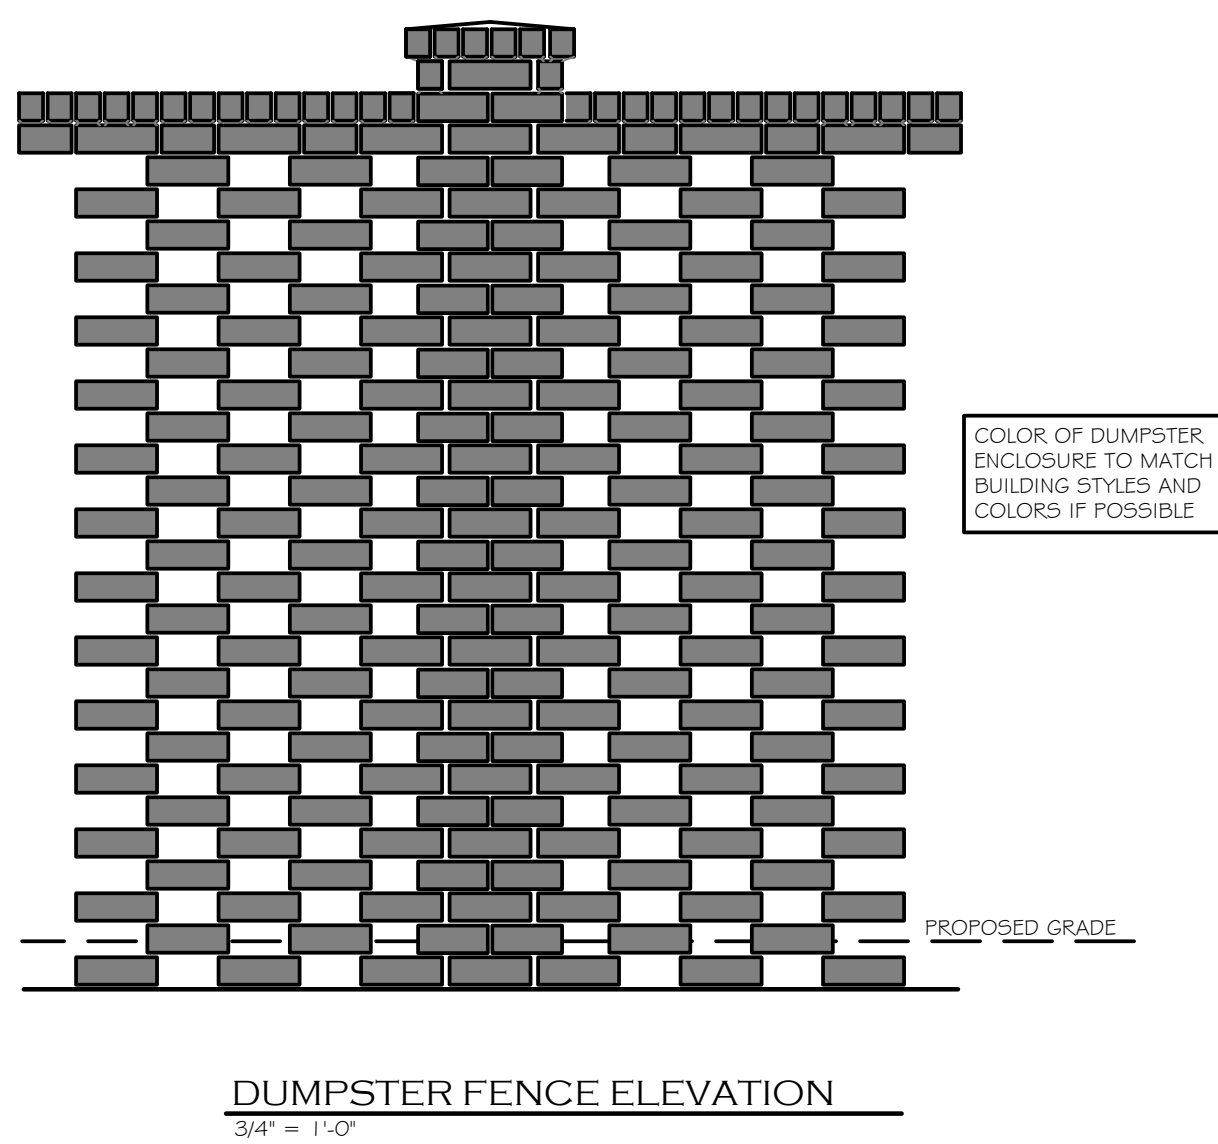 COLOR OF DUMPSTER
ENCLOSURE TO MATCH
BUILDING STYLES AND
COLORS IF POSSIBLE
PROPOSED GRADE
DUMPSTER FENCE ELEVATION
3/4" = 1'-0"